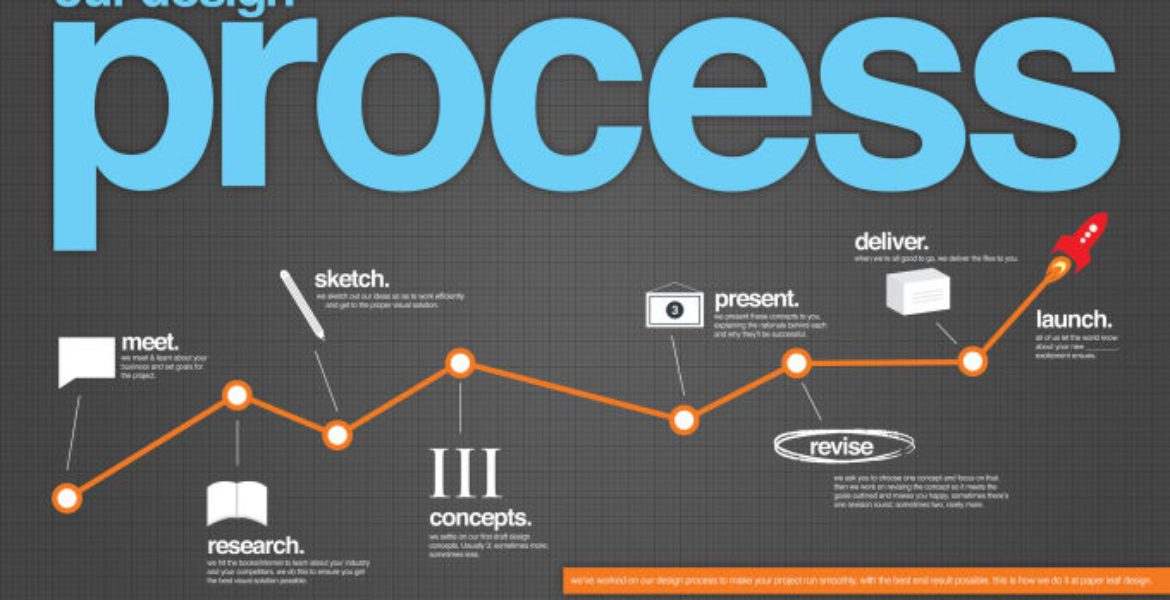 our design
process
deliver.
when we're all good to go, we deliver the files to you.
sketch.
we sketch out our ideas so as to work efficiently
and get to the proper visual solution.
present.
we present these concepts to you,
explaining the rationale behind each
and why they'll be successful.
3
launch.
all of us let the world know
about your new ________
excitement ensues.
meet.
we meet & learn about your
business and set goals for
the project.
revise
we ask you to choose one concept and focus on that.
then we work on revising the concept so it meets the
goals outlined and makes you happy. sometimes there's
one revision round; sometimes two, rarely more.
III
concepts.
we settle on our first draft design
concepts. Usually 3, sometimes more,
sometimes less.
research.
we hit the books/internet to learn about your industry
and your competitors. we do this to ensure you get
the best visual solution possible.
we've worked on our design process to make your project run smoothly, with the best end result possible. this is how we do it at paper leaf design.